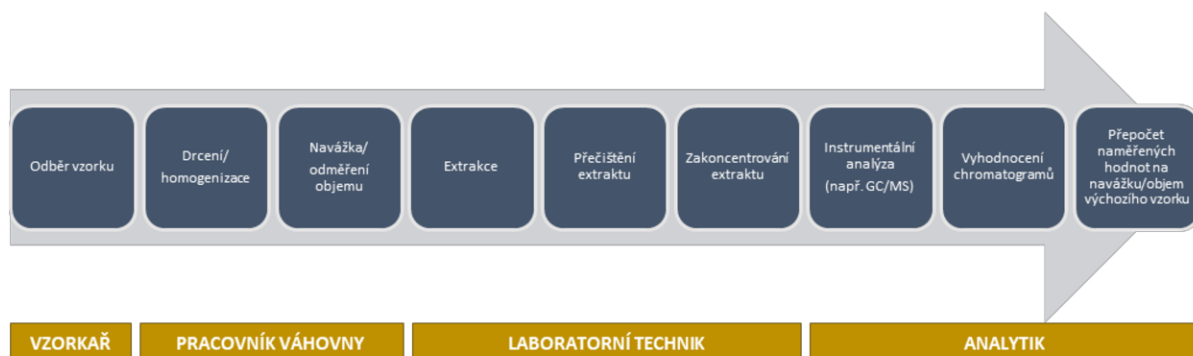 Odběr vzorku
Drcení/
homogenizace
Navážka/
odměření
objemu
Extrakce
Přečištění
extraktu
Zakoncentrování
extraktu
Instrumentální
analýza
(např. GC/MS)
Vyhodnocení
chromatogramů
Přepočet
naměřených
hodnot na
navážku/objem
výchozího vzorku
VZORKAŘ
PRACOVNÍK VÁHOVNY
LABORATORNÍ TECHNIK
ANALYTIK